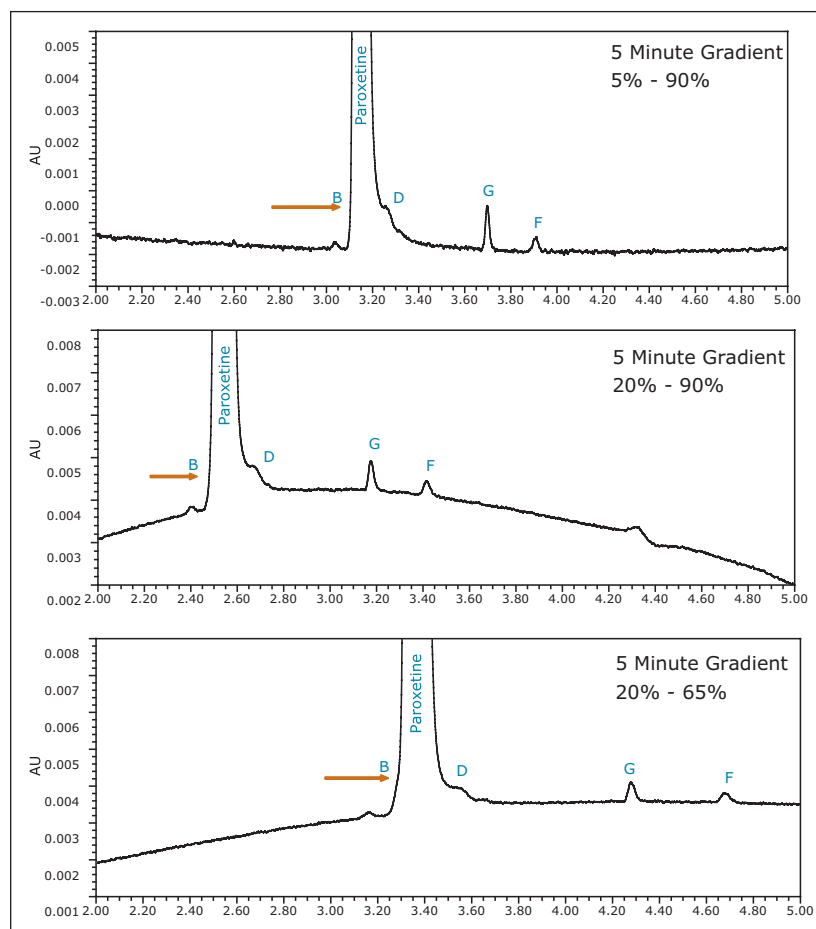 5 Minute Gradient
5% - 90%
0.005
0.004
0.003
0.002
0.000
-0.001
-0.002
-0.003
AU
Paroxetine
B
D
G
F
2.00 2.20 2.40 2.60 2.80 3.00 3.20 3.40 3.60 3.80 4.00 4.20 4.40 4.60 4.80 5.00
5 Minute Gradient
20% - 90%
0.008
0.007
0.006
0.005
0.004
0.003
0.002
AU
Paroxetine
B
D
G
F
2.00 2.20 2.40 2.60 2.80 3.00 3.20 3.40 3.60 3.80 4.00 4.20 4.40 4.60 4.80 5.00
5 Minute Gradient
20% - 65%
0.008
0.007
0.006
0.005
0.004
0.003
0.002
0.001
AU
Paroxetine
B
D
G
F
2.00 2.20 2.40 2.60 2.80 3.00 3.20 3.40 3.60 3.80 4.00 4.20 4.40 4.60 4.80 5.00